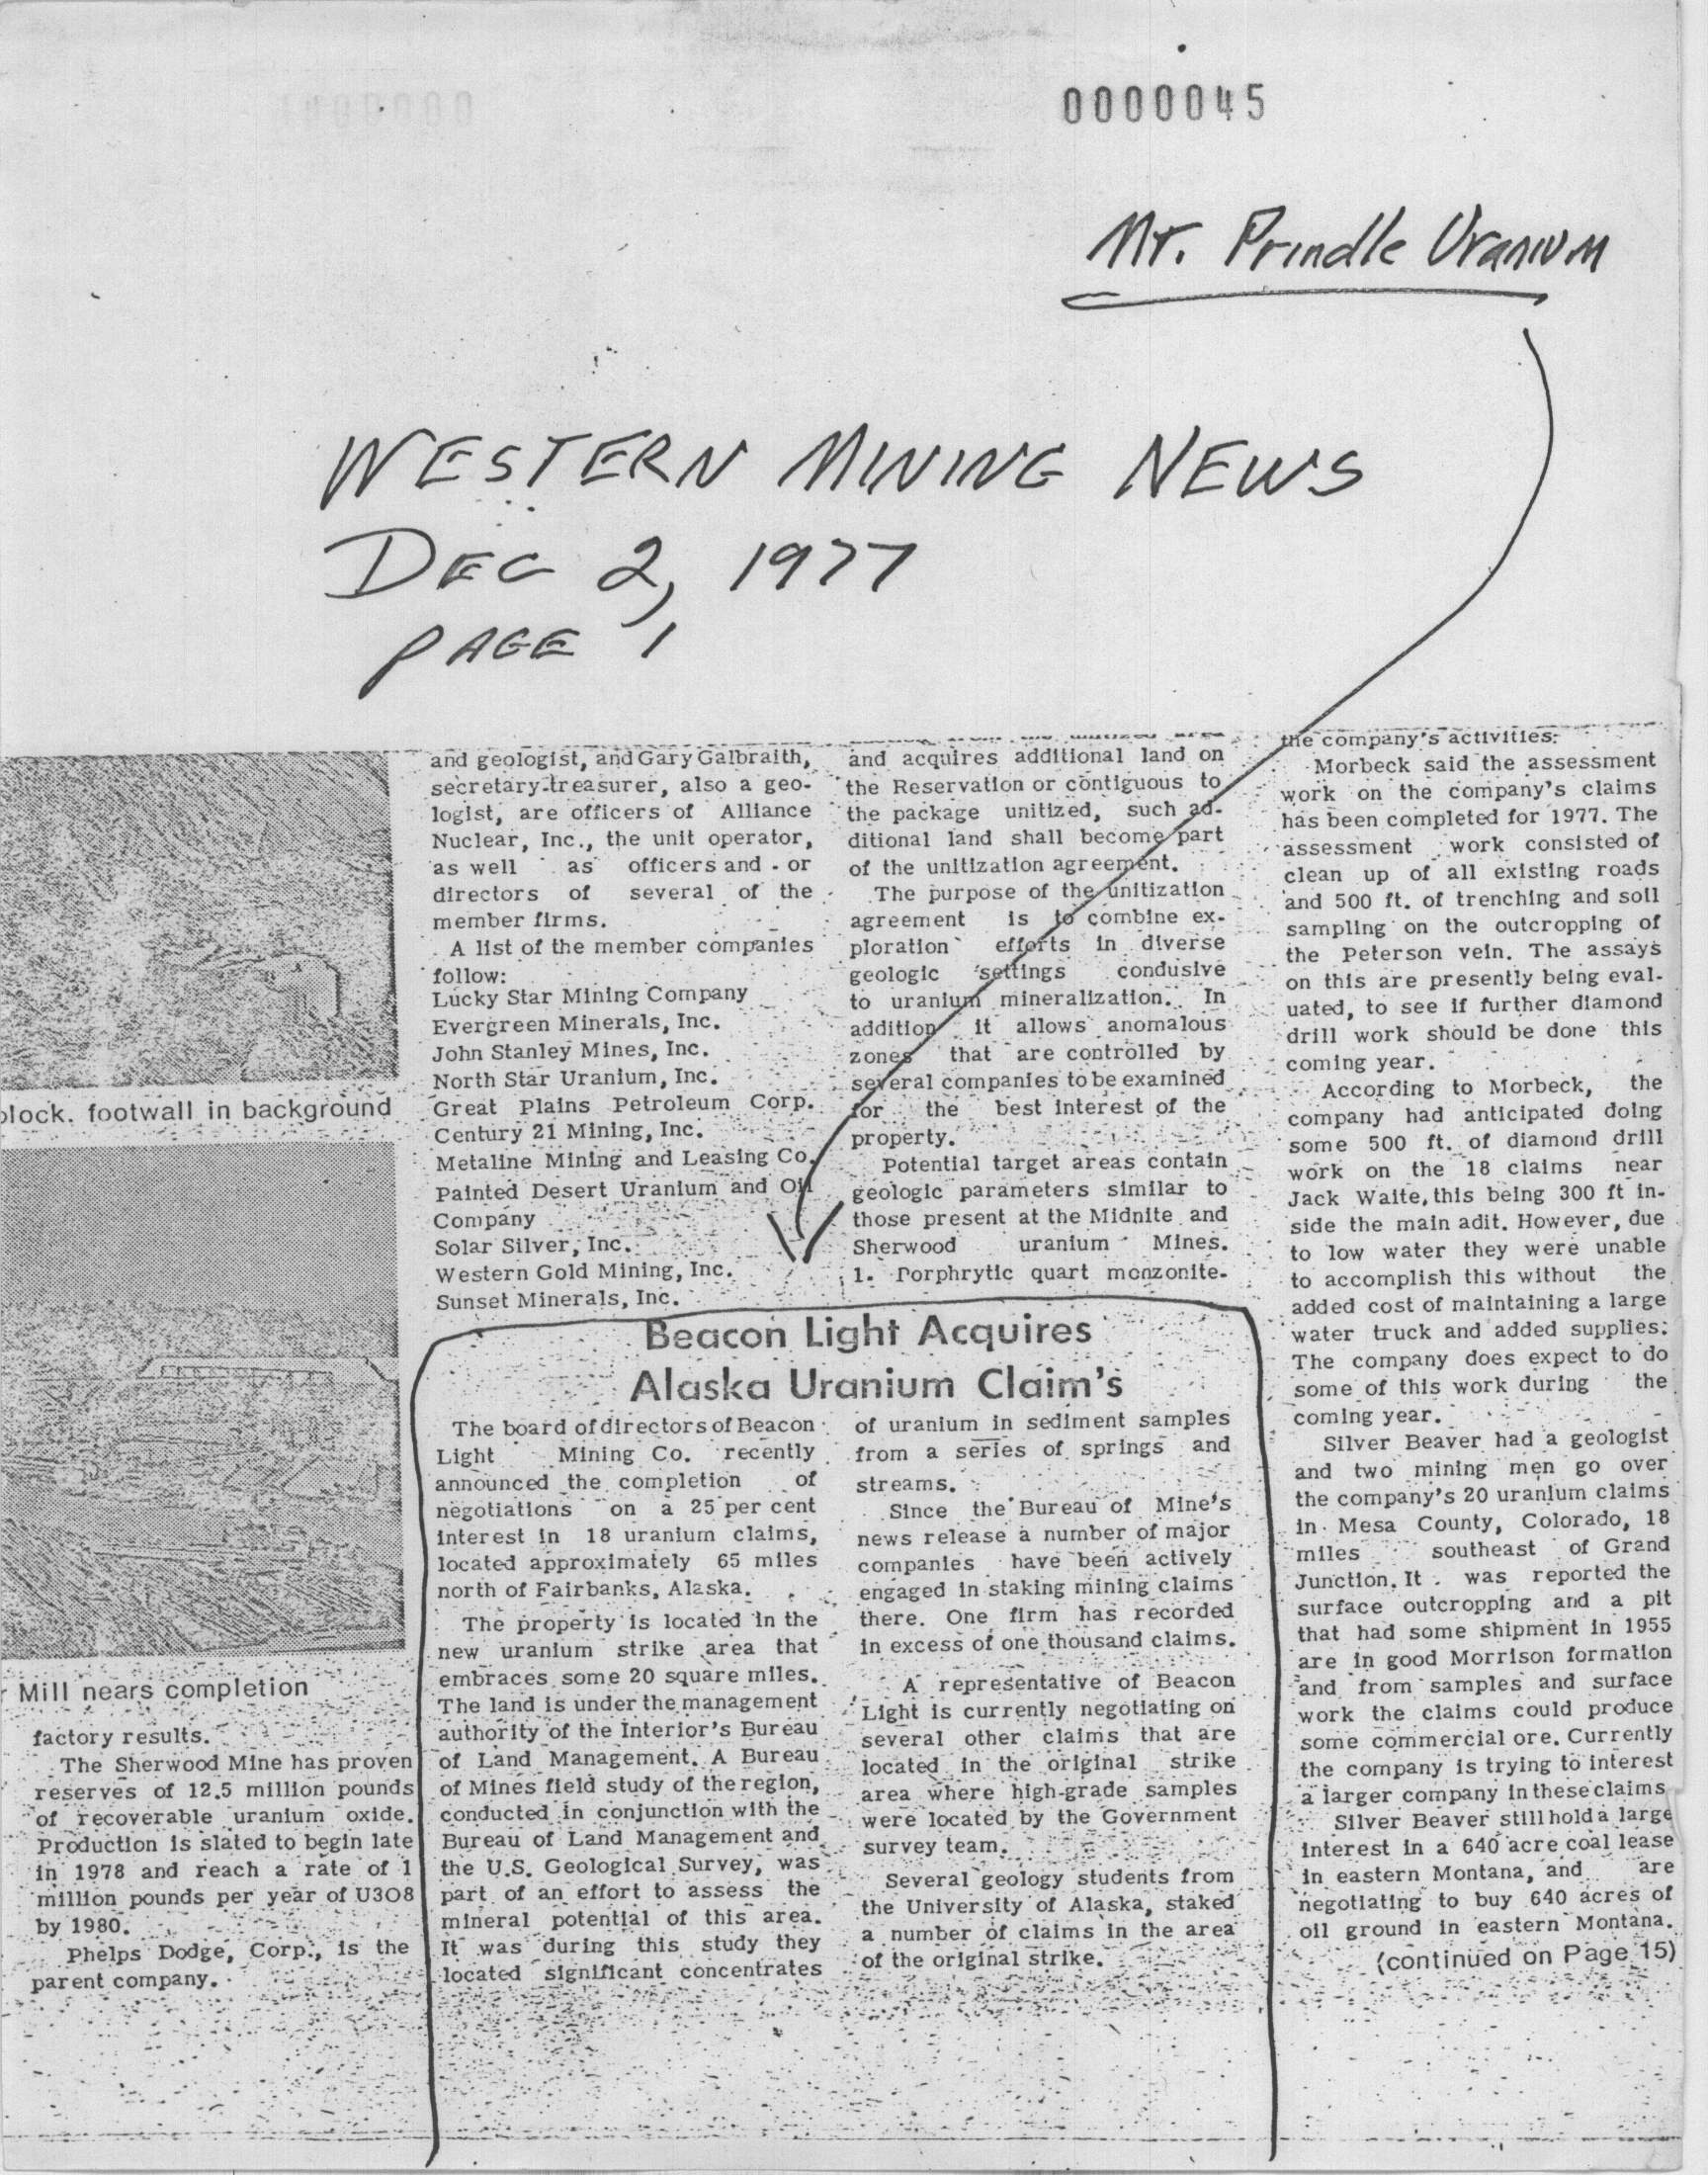 0000045
Mt. Prindle Uranium
WESTERN MINING NEWS
DEC 2, 1977
PAGE 1
block. footwall in background
Mill nears completion
factory results.
The Sherwood Mine has proven
reserves of 12.5 million pounds
of recoverable uranium oxide.
Production is slated to begin late
in 1978 and reach a rate of 1
million pounds per year of U3O8
by 1980.
Phelps Dodge, Corp., is the
parent company.
and geologist, and Gary Galbraith,
secretary-treasurer, also a geo-
logist, are officers of Alliance
Nuclear, Inc., the unit operator,
as well as officers and - or
directors of several of the
member firms.
A list of the member companies
follow:
Lucky Star Mining Company
Evergreen Minerals, Inc.
John Stanley Mines, Inc.
North Star Uranium, Inc.
Great Plains Petroleum Corp.
Century 21 Mining, Inc.
Metaline Mining and Leasing Co.
Painted Desert Uranium and Oil
Company
Solar Silver, Inc.
Western Gold Mining, Inc.
Sunset Minerals, Inc.
and acquires additional land on
the Reservation or contiguous to
the package unitized, such ad-
ditional land shall become part
of the unitization agreement.
The purpose of the unitization
agreement is to combine ex-
ploration efforts in diverse
geologic settings condusive
to uranium mineralization. In
addition it allows anomalous
zones that are controlled by
several companies to be examined
for the best interest of the
property.
Potential target areas contain
geologic parameters similar to
those present at the Midnite and
Sherwood uranium Mines.
1. Porphrytic quart monzonite-
Beacon Light Acquires
Alaska Uranium Claim's
The board of directors of Beacon
Light Mining Co. recently
announced the completion of
negotiations on a 25 per cent
interest in 18 uranium claims,
located approximately 65 miles
north of Fairbanks, Alaska.
The property is located in the
new uranium strike area that
embraces some 20 square miles.
The land is under the management
authority of the Interior's Bureau
of Land Management. A Bureau
of Mines field study of the region,
conducted in conjunction with the
Bureau of Land Management and
the U.S. Geological Survey, was
part of an effort to assess the
mineral potential of this area.
It was during this study they
located significant concentrates
of uranium in sediment samples
from a series of springs and
streams.
Since the Bureau of Mine's
news release a number of major
companies have been actively
engaged in staking mining claims
there. One firm has recorded
in excess of one thousand claims.
A representative of Beacon
Light is currently negotiating on
several other claims that are
located in the original strike
area where high-grade samples
were located by the Government
survey team.
Several geology students from
the University of Alaska, staked
a number of claims in the area
of the original strike.
the company's activities.
Morbeck said the assessment
work on the company's claims
has been completed for 1977. The
assessment work consisted of
clean up of all existing roads
and 500 ft. of trenching and soil
sampling on the outcropping of
the Peterson vein. The assays
on this are presently being eval-
uated, to see if further diamond
drill work should be done this
coming year.
According to Morbeck, the
company had anticipated doing
some 500 ft. of diamond drill
work on the 18 claims near
Jack Waite, this being 300 ft in-
side the main adit. However, due
to low water they were unable
to accomplish this without the
added cost of maintaining a large
water truck and added supplies.
The company does expect to do
some of this work during the
coming year.
Silver Beaver had a geologist
and two mining men go over
the company's 20 uranium claims
in Mesa County, Colorado, 18
miles southeast of Grand
Junction. It was reported the
surface outcropping and a pit
that had some shipment in 1955
are in good Morrison formation
and from samples and surface
work the claims could produce
some commercial ore. Currently
the company is trying to interest
a larger company in these claims
Silver Beaver still hold a large
interest in a 640 acre coal lease
in eastern Montana, and are
negotiating to buy 640 acres of
oil ground in eastern Montana.
(continued on Page 15)